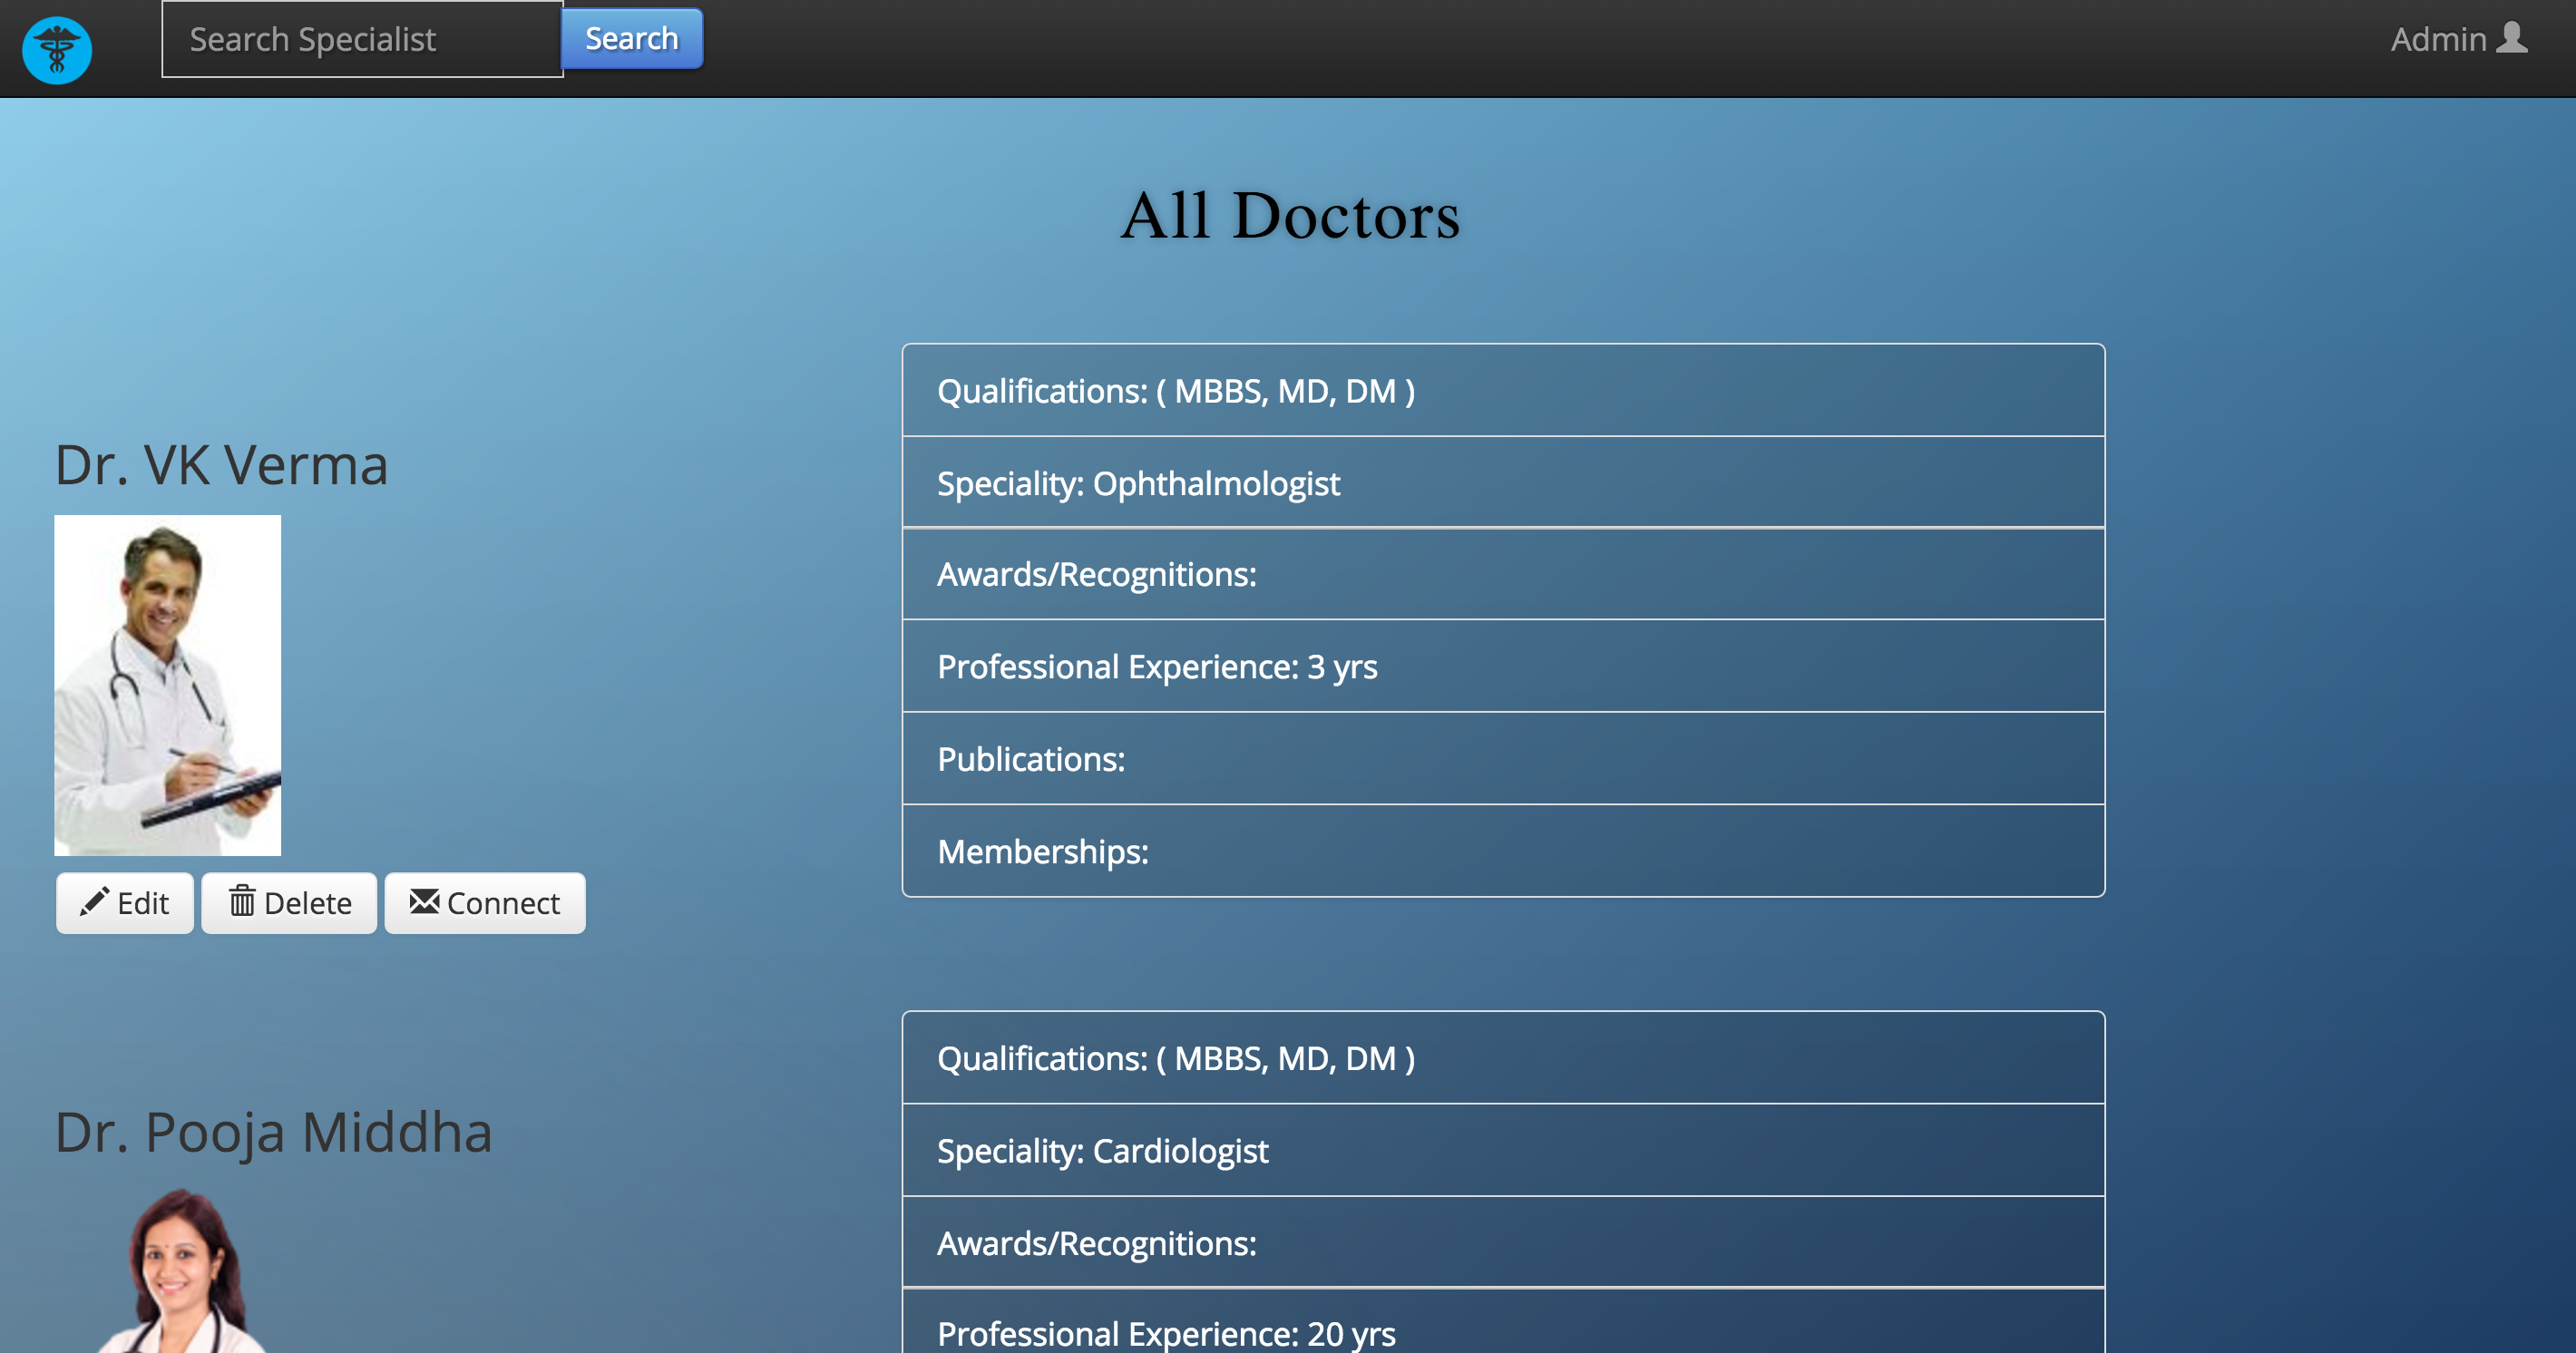 Search Specialist Search Admin
All Doctors
Dr. VK Verma
Edit Delete Connect
Qualifications: ( MBBS, MD, DM )
Speciality: Ophthalmologist
Awards/Recognitions:
Professional Experience: 3 yrs
Publications:
Memberships:
Dr. Pooja Middha
Qualifications: ( MBBS, MD, DM )
Speciality: Cardiologist
Awards/Recognitions:
Professional Experience: 20 yrs